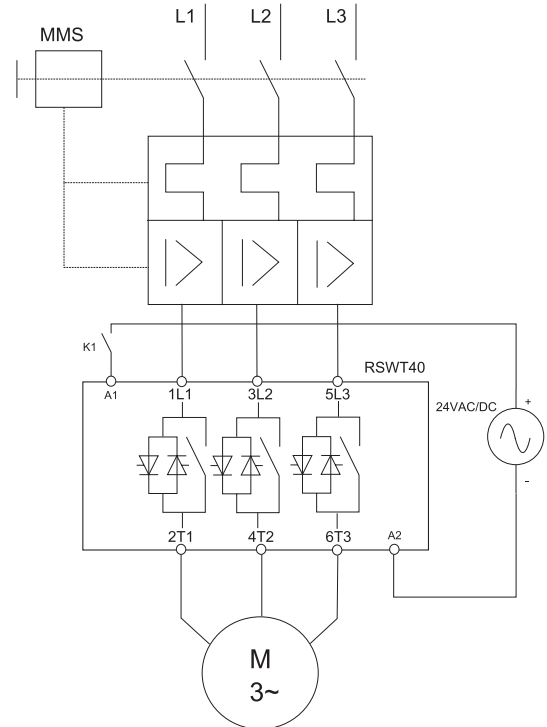 L1 L2 L3
MMS
K1
RSWT40
A1 1L1 3L2 5L3
24VAC/DC
+
-
2T1 4T2 6T3 A2
M
3~